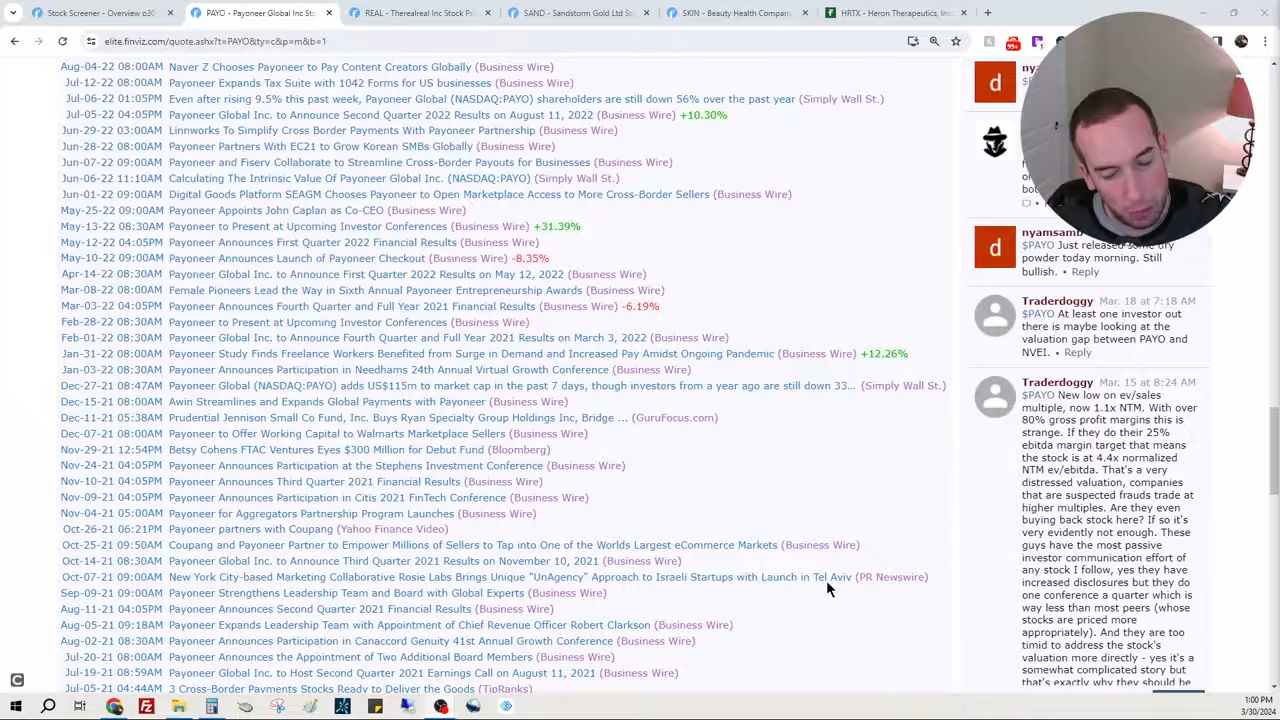 Stock Screener - Overview o3
PAYO - Payoneer Global Inc Sto
REAL - Therealreal Inc Stock P
SAND - Sandstorm Gold Ltd St
SKIN - Beauty Health Company
HRTX - Heron Therapeutics, Inc
elite.finviz.com/quote.ashx?t=PAYO&ty=c&p=m&b=1
99+
Aug-04-22 08:00AM Naver Z Chooses Payoneer to Pay Content Creators Globally (Business Wire)
Jul-12-22 08:00AM Payoneer Expands Tax Suite with 1042 Forms for US businesses (Business Wire)
Jul-06-22 01:05PM Even after rising 9.5% this past week, Payoneer Global (NASDAQ:PAYO) shareholders are still down 56% over the past year (Simply Wall St.)
Jul-05-22 04:05PM Payoneer Global Inc. to Announce Second Quarter 2022 Results on August 11, 2022 (Business Wire) +10.30%
Jun-29-22 03:00AM Linnworks To Simplify Cross Border Payments With Payoneer Partnership (Business Wire)
Jun-28-22 08:00AM Payoneer Partners With EC21 to Grow Korean SMBs Globally (Business Wire)
Jun-07-22 09:00AM Payoneer and Fiserv Collaborate to Streamline Cross-Border Payouts for Businesses (Business Wire)
Jun-06-22 11:10AM Calculating The Intrinsic Value Of Payoneer Global Inc. (NASDAQ:PAYO) (Simply Wall St.)
Jun-01-22 09:00AM Digital Goods Platform SEAGM Chooses Payoneer to Open Marketplace Access to More Cross-Border Sellers (Business Wire)
May-25-22 09:00AM Payoneer Appoints John Caplan as Co-CEO (Business Wire)
May-13-22 08:30AM Payoneer to Present at Upcoming Investor Conferences (Business Wire) +31.39%
May-12-22 04:05PM Payoneer Announces First Quarter 2022 Financial Results (Business Wire)
May-10-22 09:00AM Payoneer Announces Launch of Payoneer Checkout (Business Wire) -8.35%
Apr-14-22 08:30AM Payoneer Global Inc. to Announce First Quarter 2022 Results on May 12, 2022 (Business Wire)
Mar-08-22 08:00AM Female Pioneers Lead the Way in Sixth Annual Payoneer Entrepreneurship Awards (Business Wire)
Mar-03-22 04:05PM Payoneer Announces Fourth Quarter and Full Year 2021 Financial Results (Business Wire) -6.19%
Feb-28-22 08:30AM Payoneer to Present at Upcoming Investor Conferences (Business Wire)
Feb-01-22 08:30AM Payoneer Global Inc. to Announce Fourth Quarter and Full Year 2021 Results on March 3, 2022 (Business Wire)
Jan-31-22 08:00AM Payoneer Study Finds Freelance Workers Benefited from Surge in Demand and Increased Pay Amidst Ongoing Pandemic (Business Wire) +12.26%
Jan-03-22 08:30AM Payoneer Announces Participation in Needhams 24th Annual Virtual Growth Conference (Business Wire)
Dec-27-21 08:47AM Payoneer Global (NASDAQ:PAYO) adds US$115m to market cap in the past 7 days, though investors from a year ago are still down 33... (Simply Wall St.)
Dec-15-21 08:00AM Awin Streamlines and Expands Global Payments with Payoneer (Business Wire)
Dec-11-21 05:38AM Prudential Jennison Small Co Fund, Inc. Buys Ryan Specialty Group Holdings Inc, Bridge ... (GuruFocus.com)
Dec-07-21 08:00AM Payoneer to Offer Working Capital to Walmarts Marketplace Sellers (Business Wire)
Nov-29-21 12:54PM Betsy Cohens FTAC Ventures Eyes $300 Million for Debut Fund (Bloomberg)
Nov-24-21 04:05PM Payoneer Announces Participation at the Stephens Investment Conference (Business Wire)
Nov-10-21 04:05PM Payoneer Announces Third Quarter 2021 Financial Results (Business Wire)
Nov-09-21 04:05PM Payoneer Announces Participation in Citis 2021 FinTech Conference (Business Wire)
Nov-04-21 05:00AM Payoneer for Aggregators Partnership Program Launches (Business Wire)
Oct-26-21 06:21PM Payoneer partners with Coupang (Yahoo Finance Video)
Oct-25-21 09:50AM Coupang and Payoneer Partner to Empower Millions of Sellers to Tap into One of the Worlds Largest eCommerce Markets (Business Wire)
Oct-14-21 08:30AM Payoneer Global Inc. to Announce Third Quarter 2021 Results on November 10, 2021 (Business Wire)
Oct-07-21 09:00AM New York City-based Marketing Collaborative Rosie Labs Brings Unique "UnAgency" Approach to Israeli Startups with Launch in Tel Aviv (PR Newswire)
Sep-09-21 09:00AM Payoneer Strengthens Leadership Team and Board with Global Experts (Business Wire)
Aug-11-21 04:05PM Payoneer Announces Second Quarter 2021 Financial Results (Business Wire)
Aug-05-21 09:18AM Payoneer Expands Leadership Team with Appointment of Chief Revenue Officer Robert Clarkson (Business Wire)
Aug-02-21 08:30AM Payoneer Announces Participation in Canaccord Genuity 41st Annual Growth Conference (Business Wire)
Jul-20-21 08:00AM Payoneer Announces the Appointment of Two Additional Board Members (Business Wire)
Jul-19-21 08:59AM Payoneer Global Inc. to Host Second Quarter 2021 Earnings Call on August 11, 2021 (Business Wire)
Jul-05-21 04:44AM 3 Cross-Border Payments Stocks Ready to Deliver the Goods (TipRanks)
d
d
nyamsamb
$PAYO Just released some dry
powder today morning. Still
bullish. • Reply
Traderdoggy Mar. 18 at 7:18 AM
$PAYO At least one investor out
there is maybe looking at the
valuation gap between PAYO and
NVEI. • Reply
Traderdoggy Mar. 15 at 8:24 AM
$PAYO New low on ev/sales
multiple, now 1.1x NTM. With over
80% gross profit margins this is
strange. If they do their 25%
ebitda margin target that means
the stock is at 4.4x normalized
NTM ev/ebitda. That's a very
distressed valuation, companies
that are suspected frauds trade at
higher multiples. Are they even
buying back stock here? If so it's
very evidently not enough. These
guys have the most passive
investor communication effort of
any stock I follow, yes they have
increased disclosures but they do
one conference a quarter which is
way less than most peers (whose
stocks are priced more
appropriately). And they are too
timid to address the stock's
valuation more directly - yes it's a
somewhat complicated story but
that's exactly why they should be
1:00 PM
3/30/2024